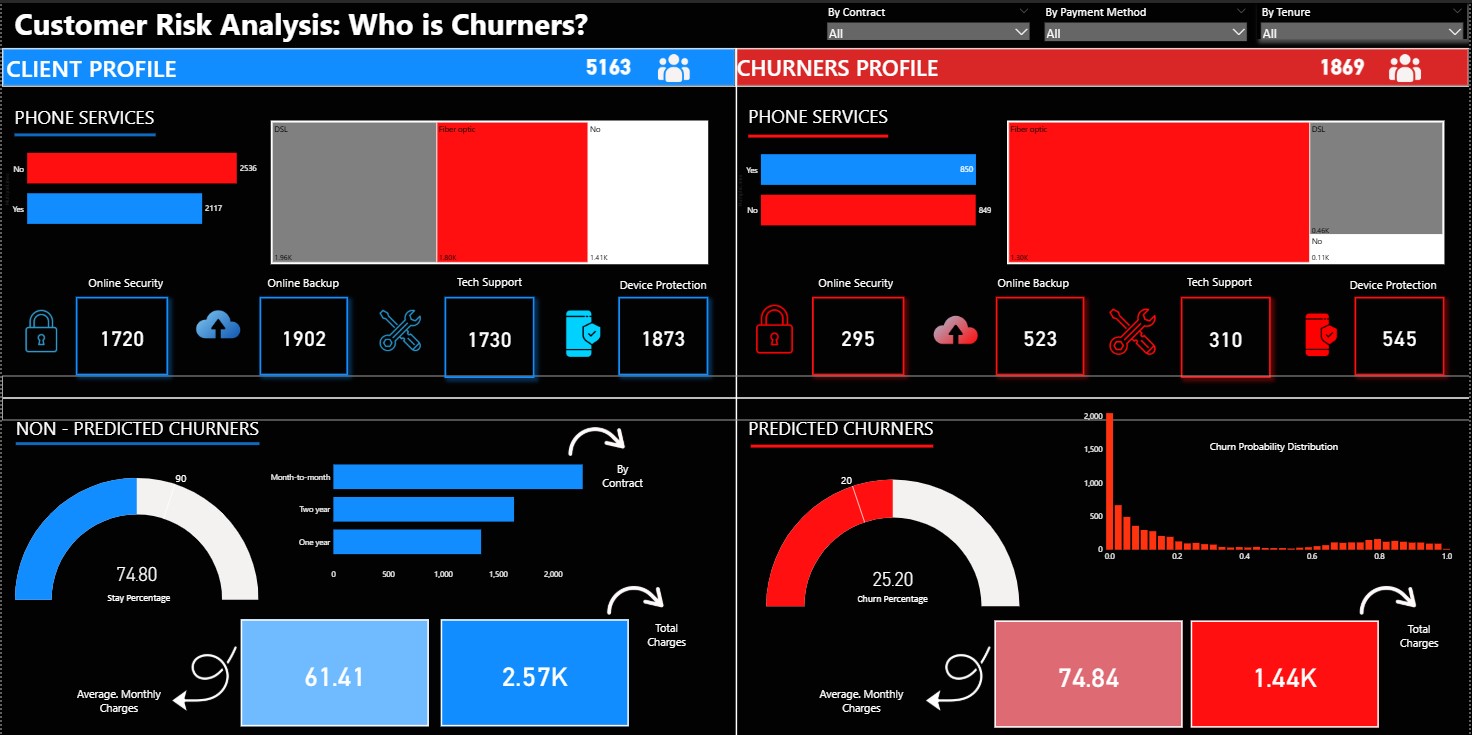 Customer Risk Analysis: Who is Churners?
By Contract
All
By Payment Method
All
By Tenure
All
CLIENT PROFILE
5163
PHONE SERVICES
No
2536
Yes
2117
DSL
1.96K
Fiber optic
1.80K
No
1.41K
Online Security
1720
Online Backup
1902
Tech Support
1730
Device Protection
1873
CHURNERS PROFILE
1869
PHONE SERVICES
Yes
850
No
849
Fiber optic
1.30K
DSL
0.46K
No
0.11K
Online Security
295
Online Backup
523
Tech Support
310
Device Protection
545
NON - PREDICTED CHURNERS
90
74.80
Stay Percentage
Month-to-month
Two year
One year
0
500
1,000
1,500
2,000
By
Contract
Average. Monthly
Charges
61.41
2.57K
Total
Charges
PREDICTED CHURNERS
20
25.20
Churn Percentage
Churn Probability Distribution
2,000
1,500
1,000
500
0
0.0
0.2
0.4
0.6
0.8
1.0
Average. Monthly
Charges
74.84
1.44K
Total
Charges